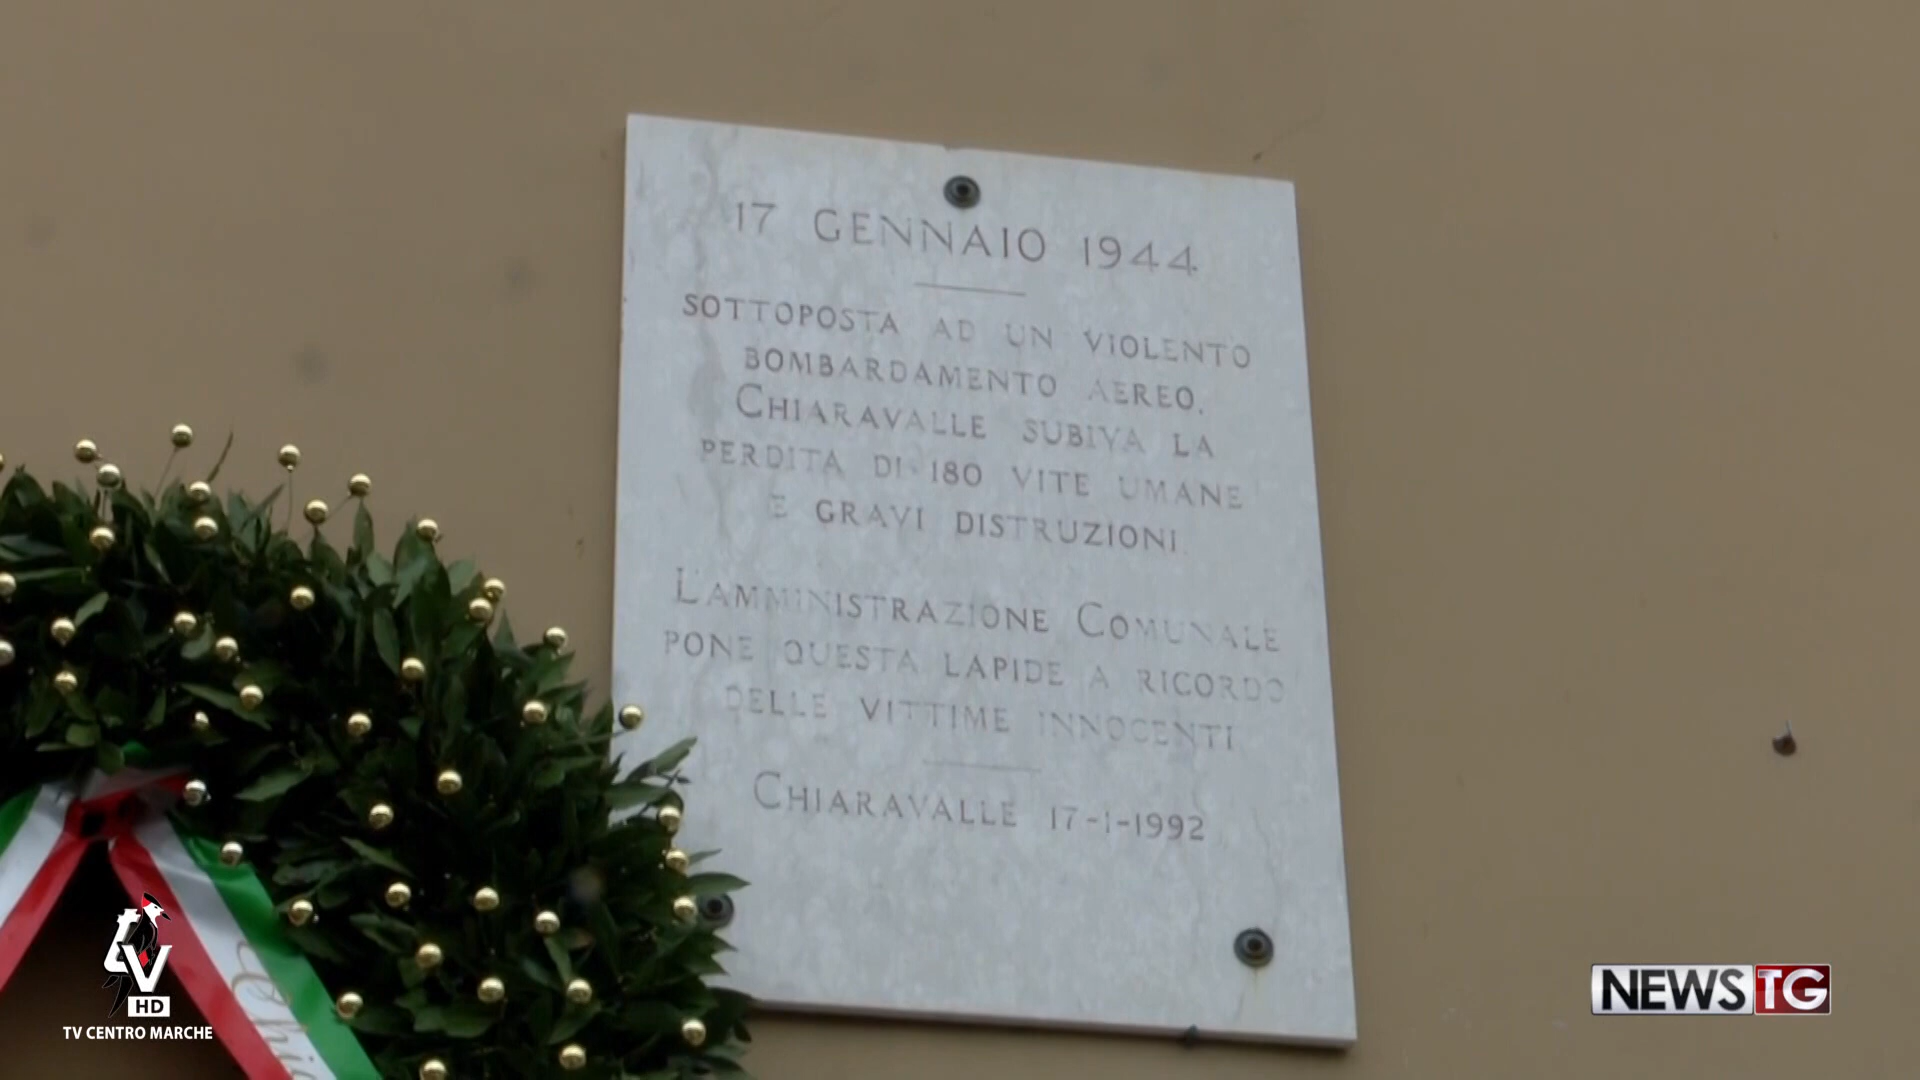 17 GENNAIO 1944
SOTTOPOSTA AD UN VIOLENTO
BOMBARDAMENTO AEREO,
CHIARAVALLE SUBIVA LA
PERDITA DI 180 VITE UMANE
E GRAVI DISTRUZIONI.
L'AMMINISTRAZIONE COMUNALE
PONE QUESTA LAPIDE A RICORDO
DELLE VITTIME INNOCENTI
CHIARAVALLE 17-1-1992
TV
HD
TV CENTRO MARCHE
NEWS TG